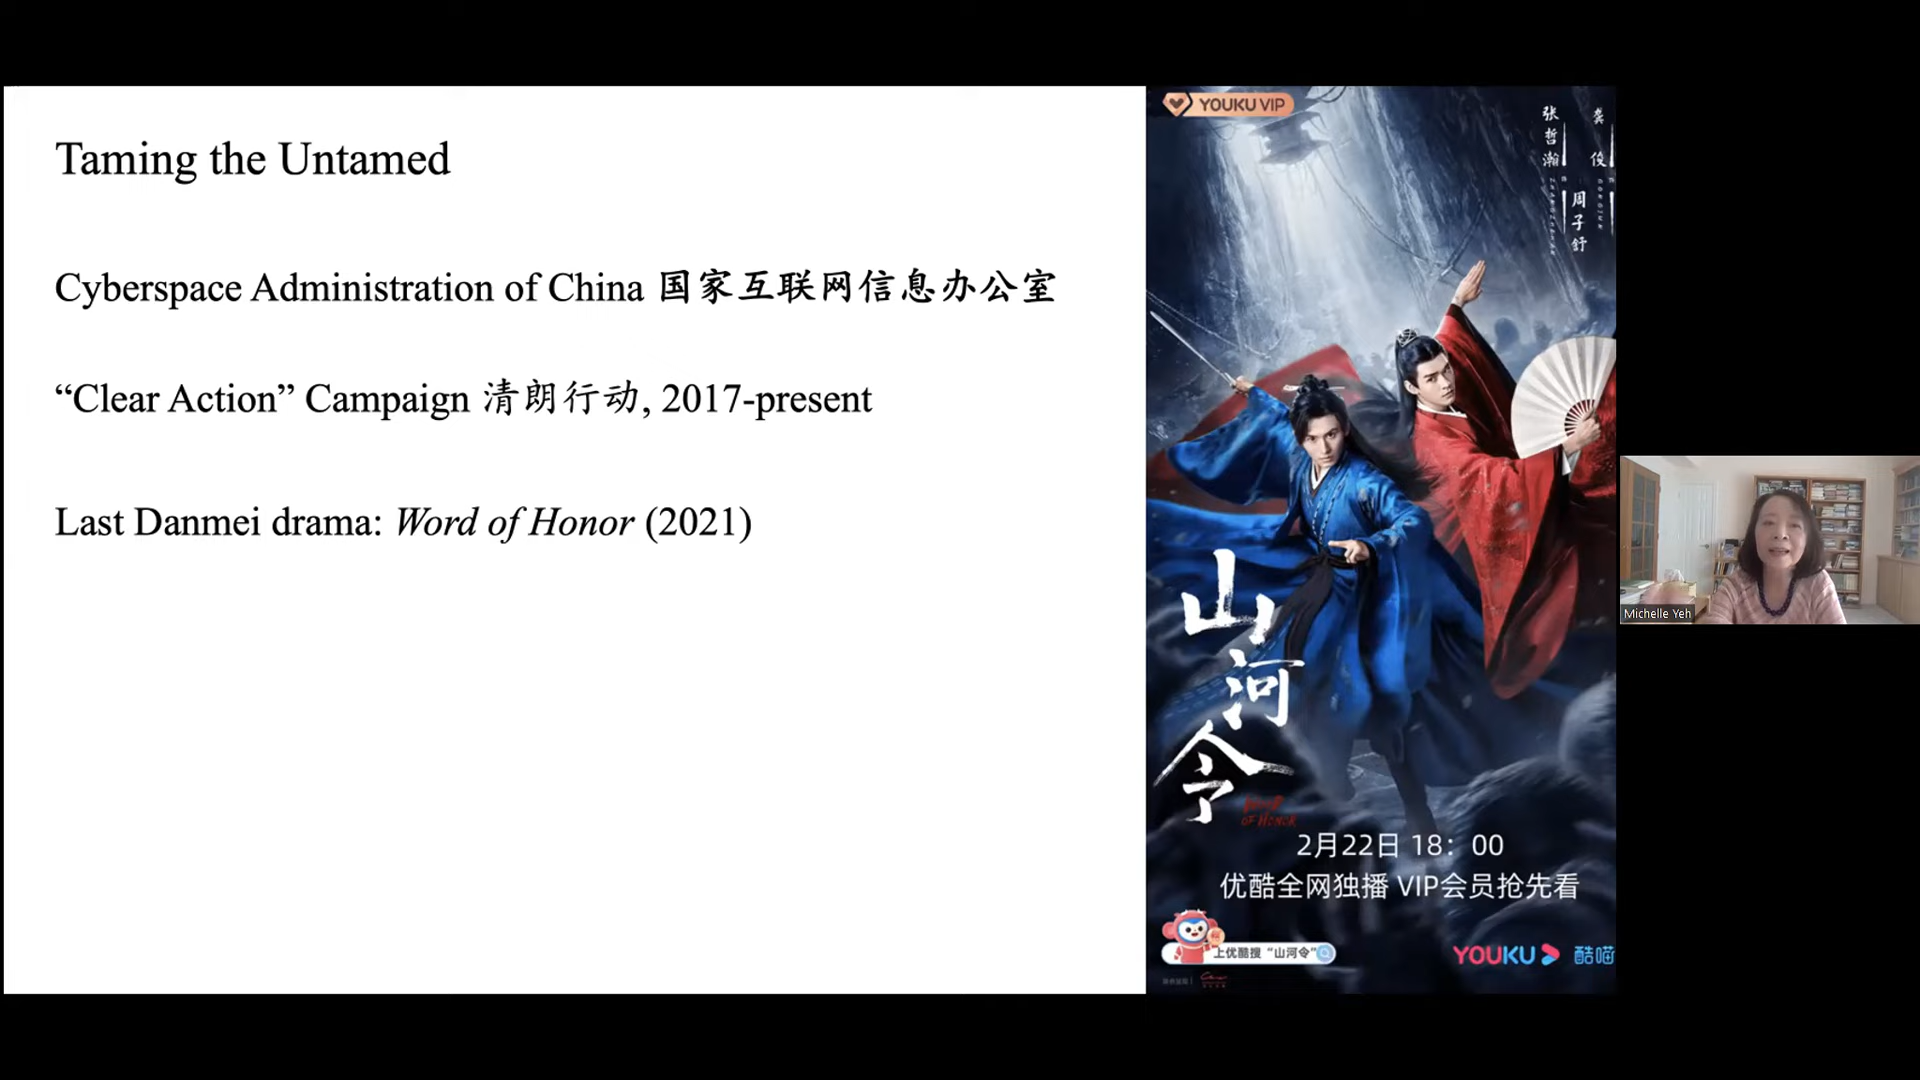 Taming the Untamed
Cyberspace Administration of China 国家互联网信息办公室
“Clear Action” Campaign 清朗行动, 2017-present
Last Danmei drama: Word of Honor (2021)
YOUKU VIP
龚俊
张哲瀚
周子舒
山河令
WORD OF HONOR
2月22日 18：00
优酷全网独播 VIP会员抢先看
上优酷搜 “山河令”
YOUKU 酷喵
Michelle Yeh